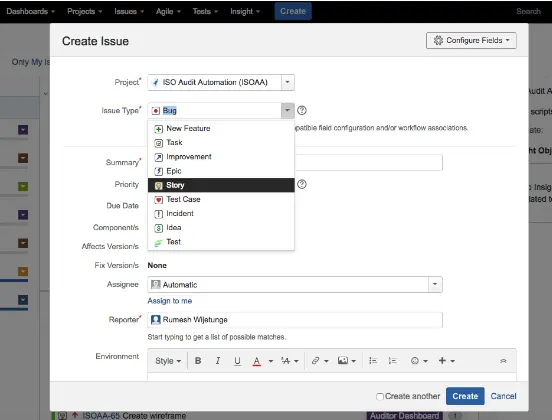 Dashboards Projects Issues Agile Tests Insight Create Search
Create Issue
Configure Fields
Only My Is
Project* ISO Audit Automation (ISOAA)
Issue Type* Bug
patible field configuration and/or workflow associations.
New Feature
Task
Improvement
Summary*
Epic
Priority
Story
Test Case
Due Date
Incident
Component/s
Idea
Affects Version/s
Test
Fix Version/s None
Assignee Automatic
Assign to me
Reporter* Rumesh Wijetunge
Start typing to get a list of possible matches.
Environment Style B I U A
Create another Create Cancel
ISOAA-65 Create wireframe Auditor Dashboard 1
udit A
scripts
ate:
ht Obj
o Insig
lated to